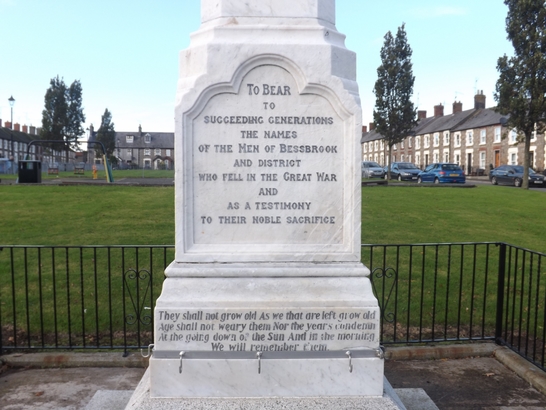 TO BEAR
TO
SUCCEEDING GENERATIONS
THE NAMES
OF THE MEN OF BESSBROOK
AND DISTRICT
WHO FELL IN THE GREAT WAR
AND
AS A TESTIMONY
TO THEIR NOBLE SACRIFICE
They shall not grow old As we that are left grow old
Age shall not weary them Nor the years condemn
At the going down of the Sun And in the morning
We will remember them